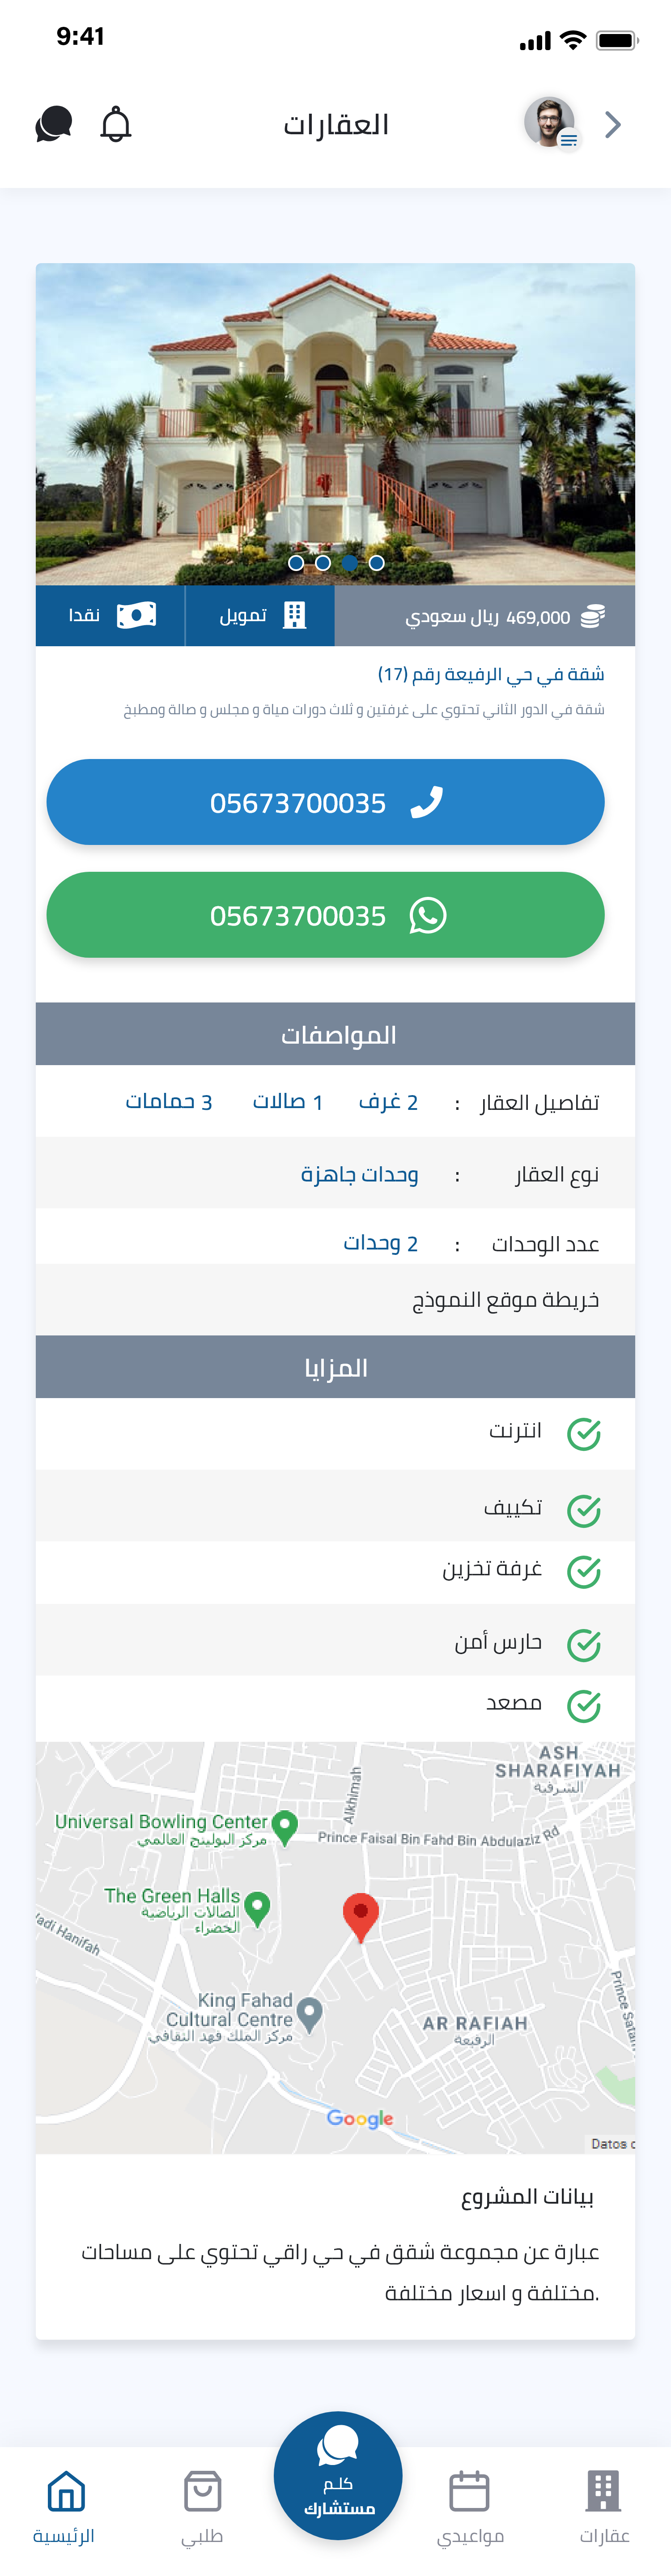 9:41
العقارات
469,000 ريال سعودي
تمويل
نقدا
شقة في حي الرفيعة رقم (17)
شقة في الدور الثاني تحتوي على غرفتين و ثلاث دورات مياة و مجلس و صالة ومطبخ
05673700035
05673700035
المواصفات
تفاصيل العقار : 2 غرف 1 صالات 3 حمامات
نوع العقار : وحدات جاهزة
عدد الوحدات : 2 وحدات
خريطة موقع النموذج
المزايا
انترنت
تكييف
غرفة تخزين
حارس أمن
مصعد
ASH
SHARAFIYAH
الشرفية
Alkhimah
Universal Bowling Center
مركز البولينج العالمي
Prince Faisal Bin Fahd Bin Abdulaziz Rd
The Green Halls
الصالات الرياضية
الخضراء
adi Hanifah
King Fahad
Cultural Centre
مركز الملك فهد الثقافي
AR RAFIAH
الرفيعة
Prince Satam
Google
Datos
بيانات المشروع
عبارة عن مجموعة شقق في حي راقي تحتوي على مساحات
مختلفة و اسعار مختلفة.
كلم
مستشارك
عقارات
مواعيدي
طلبي
الرئيسية